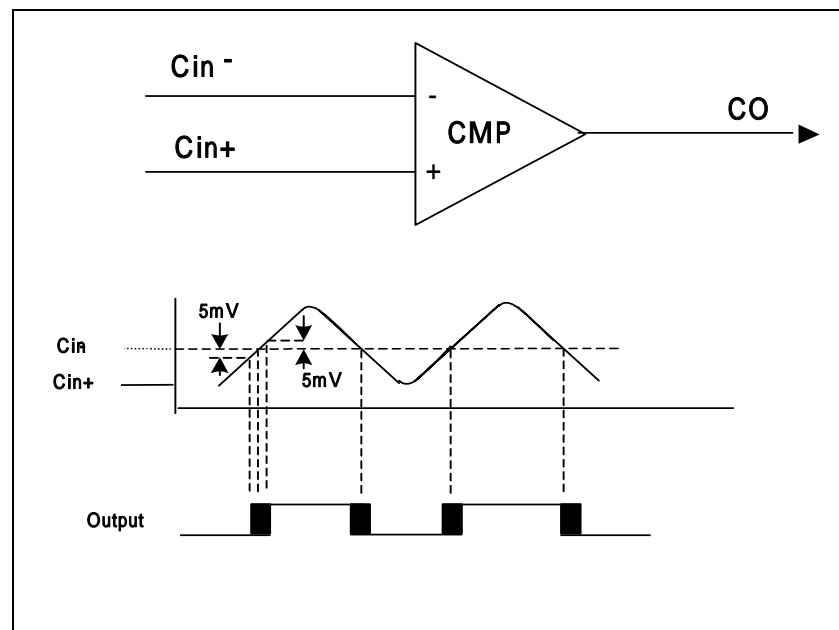 Cin -
-
CMP
CO
Cin+
+
5mV
Cin
Cin+
5mV
Output